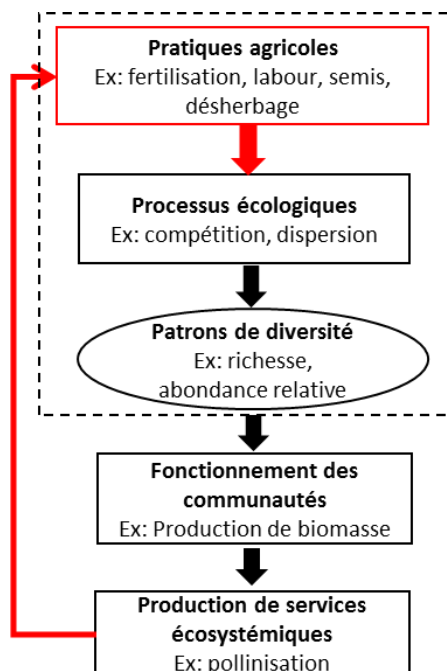 Pratiques agricoles
Ex: fertilisation, labour, semis,
désherbage
Processus écologiques
Ex: compétition, dispersion
Patrons de diversité
Ex: richesse,
abondance relative
Fonctionnement des
communautés
Ex: Production de biomasse
Production de services
écosystémiques
Ex: pollinisation